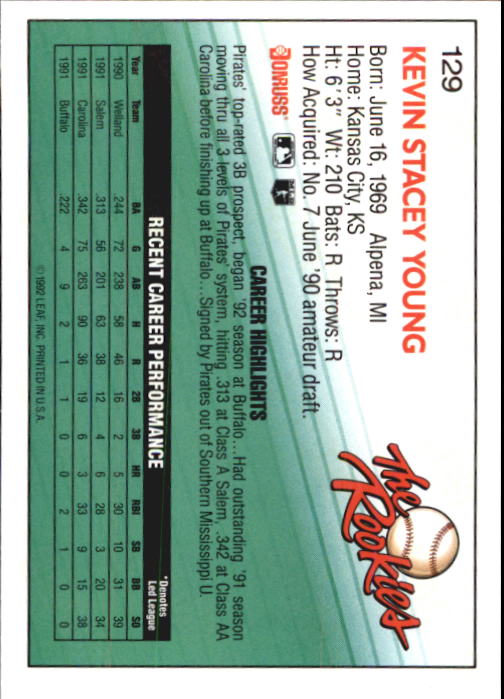 129
KEVIN STACEY YOUNG
The Rookies
Born: June 16, 1969 Alpena, MI
Home: Kansas City, KS
Ht: 6'3" Wt: 210 Bats: R Throws: R
How Acquired: No. 7 June '90 amateur draft.
DONRUSS
CAREER HIGHLIGHTS
Pirates' top-rated 3B prospect, began '92 season at Buffalo...Had outstanding '91 season
moving thru all 3 levels of Pirates' system, hitting .313 at Class A Salem, .342 at Class AA
Carolina before finishing up at Buffalo...Signed by Pirates out of Southern Mississippi U.
RECENT CAREER PERFORMANCE
*Denotes
Led League
Year Team BA G AB H R 2B 3B HR RBI SB BB SO
1990 Welland .244 72 238 58 46 16 2 5 30 10 31 39
1991 Salem .313 56 201 63 38 12 4 6 28 3 20 34
1991 Carolina .342 75 263 90 36 19 6 3 33 9 15 38
1991 Buffalo .222 4 9 2 1 1 0 0 2 1 0 0
© 1992 LEAF, INC. PRINTED IN U.S.A.